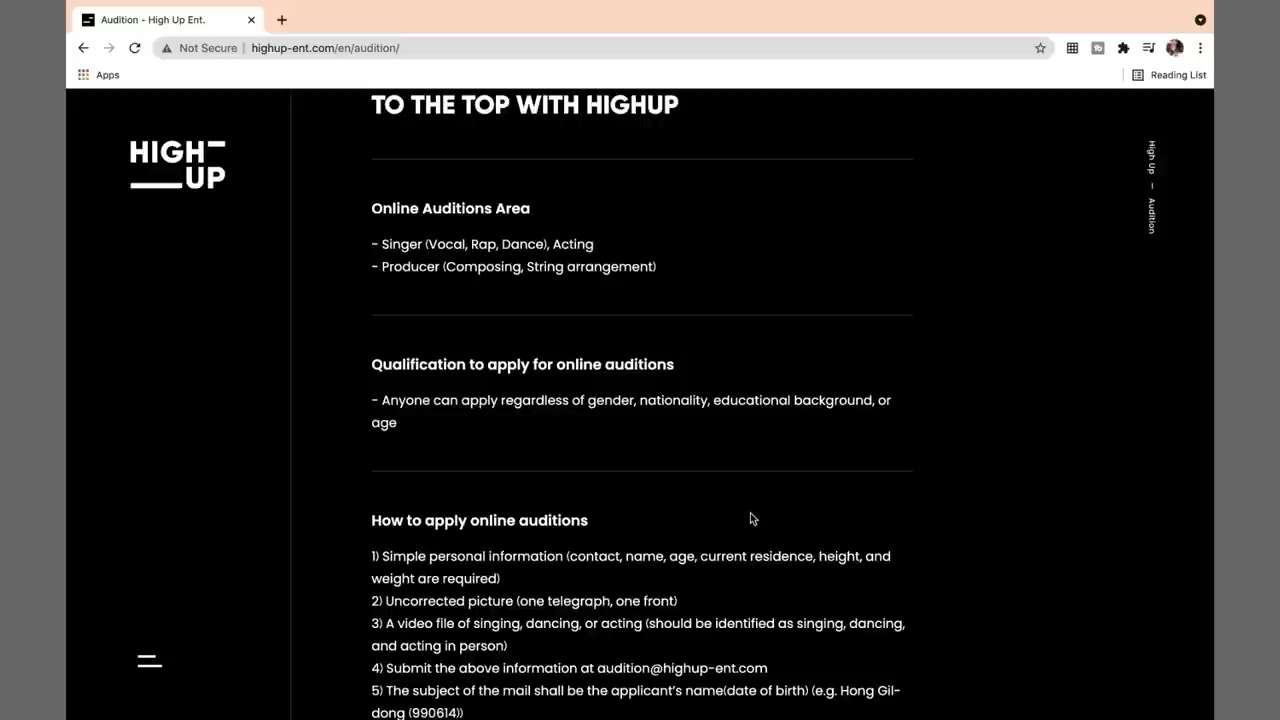 Audition - High Up Ent.
Not Secure
highup-ent.com/en/audition/
Apps
Reading List
TO THE TOP WITH HIGHUP
HIGH
UP
High Up — Audition
Online Auditions Area
- Singer (Vocal, Rap, Dance), Acting
- Producer (Composing, String arrangement)
Qualification to apply for online auditions
- Anyone can apply regardless of gender, nationality, educational background, or
age
How to apply online auditions
1) Simple personal information (contact, name, age, current residence, height, and
weight are required)
2) Uncorrected picture (one telegraph, one front)
3) A video file of singing, dancing, or acting (should be identified as singing, dancing,
and acting in person)
4) Submit the above information at audition@highup-ent.com
5) The subject of the mail shall be the applicant's name(date of birth) (e.g. Hong Gil-
dong (990614))